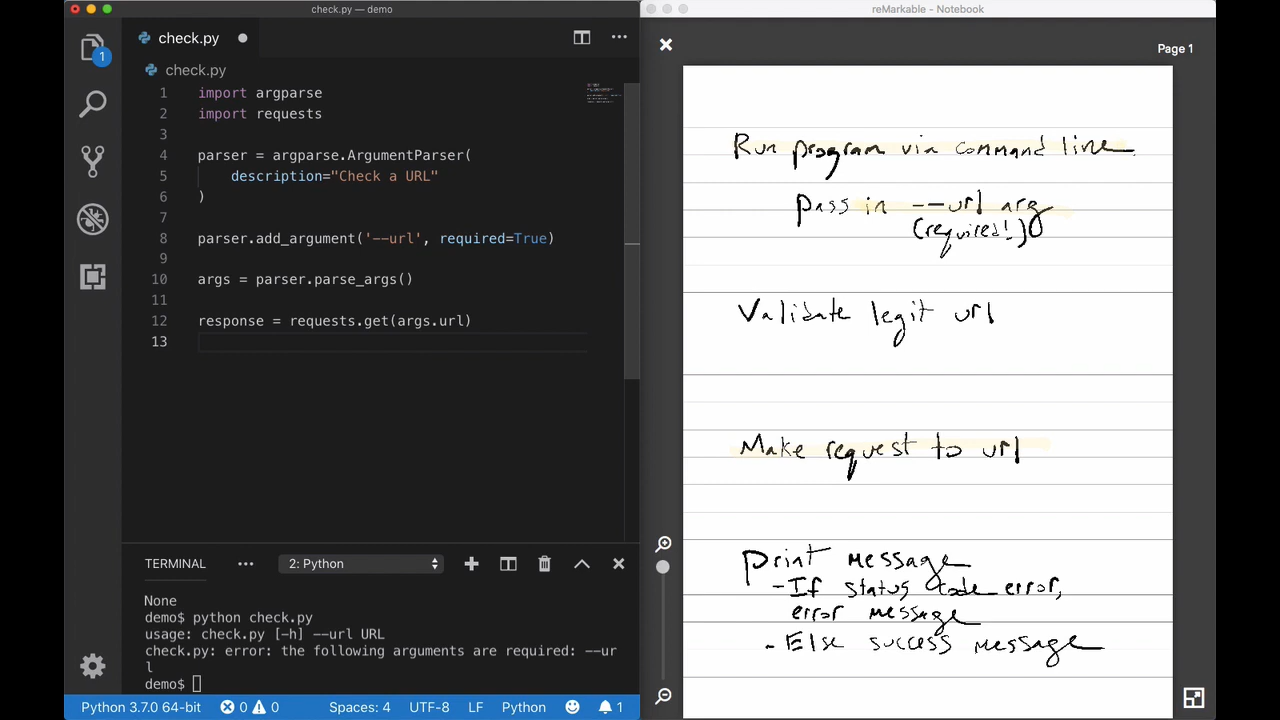 check.py — demo
check.py
check.py
1 import argparse
2 import requests
3
4 parser = argparse.ArgumentParser(
5     description="Check a URL"
6 )
7
8 parser.add_argument('--url', required=True)
9
10 args = parser.parse_args()
11
12 response = requests.get(args.url)
13
TERMINAL ... 2: Python
None
demo$ python check.py
usage: check.py [-h] --url URL
check.py: error: the following arguments are required: --ur
l
demo$
1
Python 3.7.0 64-bit 0 0 Spaces: 4 UTF-8 LF Python 1
reMarkable - Notebook
Page 1
Run program via command line
pass in --url arg
(required!)
Validate legit url
Make request to url
print message
- If status code error,
error message
- Else success message